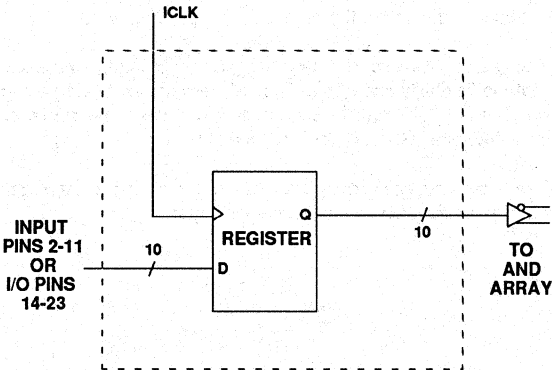 ICLK
INPUT
PINS 2-11
OR
I/O PINS
14-23
10
D
REGISTER
Q
10
TO
AND
ARRAY